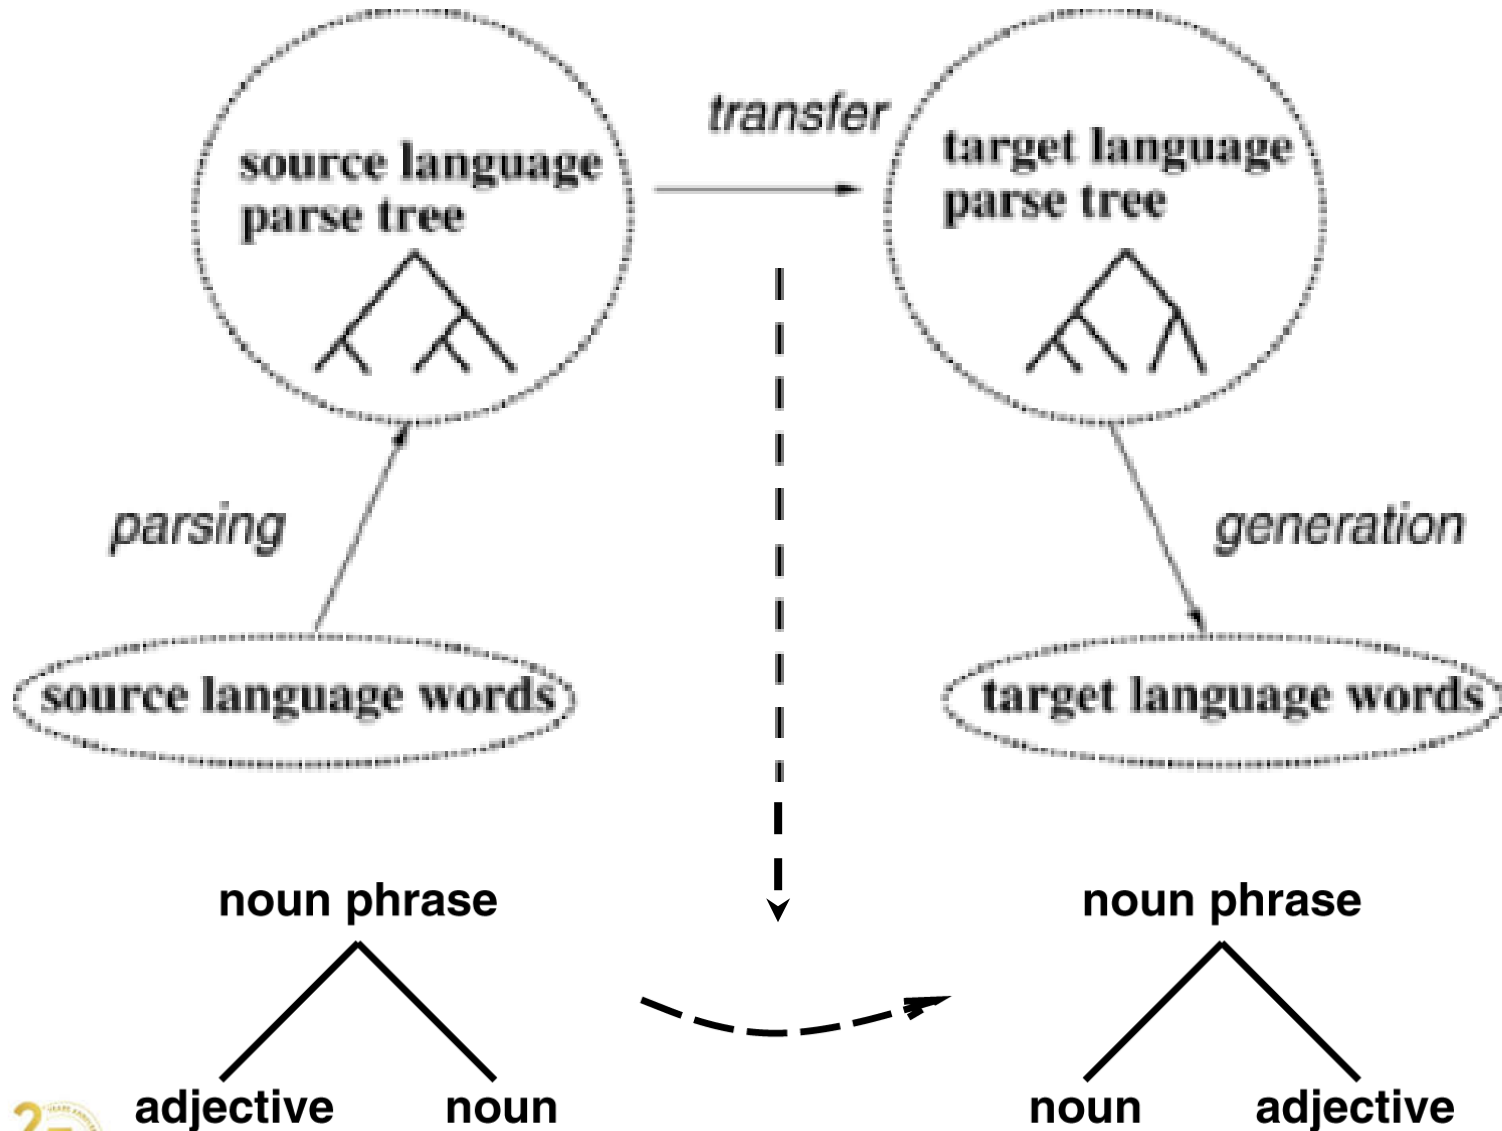 transfer
source language
parse tree
target language
parse tree
parsing
generation
source language words
target language words
noun phrase
noun phrase
adjective
noun
noun
adjective